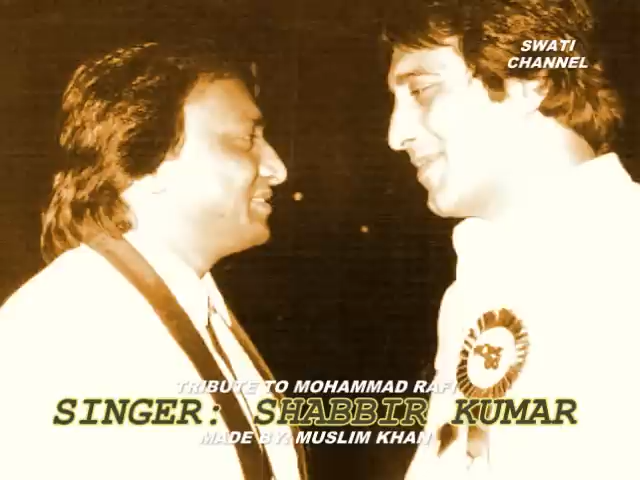 SWATI
CHANNEL
TRIBUTE TO MOHAMMAD RAFI
SINGER: SHABBIR KUMAR
MADE BY: MUSLIM KHAN